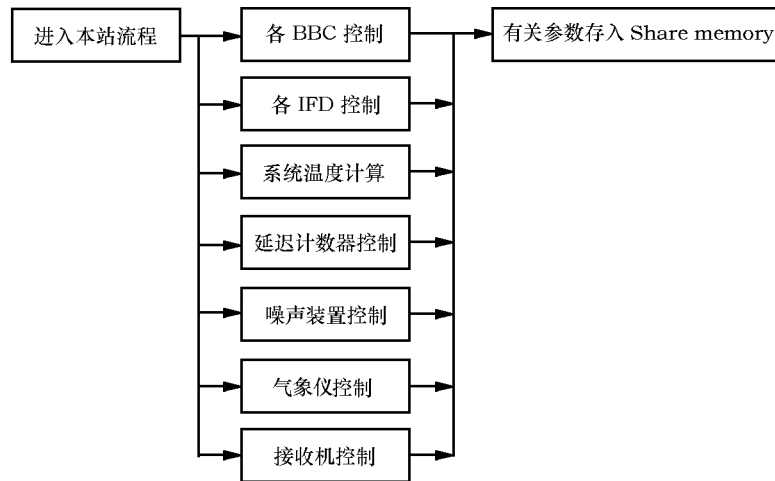 进入本站流程
各 BBC 控制
有关参数存入 Share memory
各 IFD 控制
系统温度计算
延迟计数器控制
噪声装置控制
气象仪控制
接收机控制